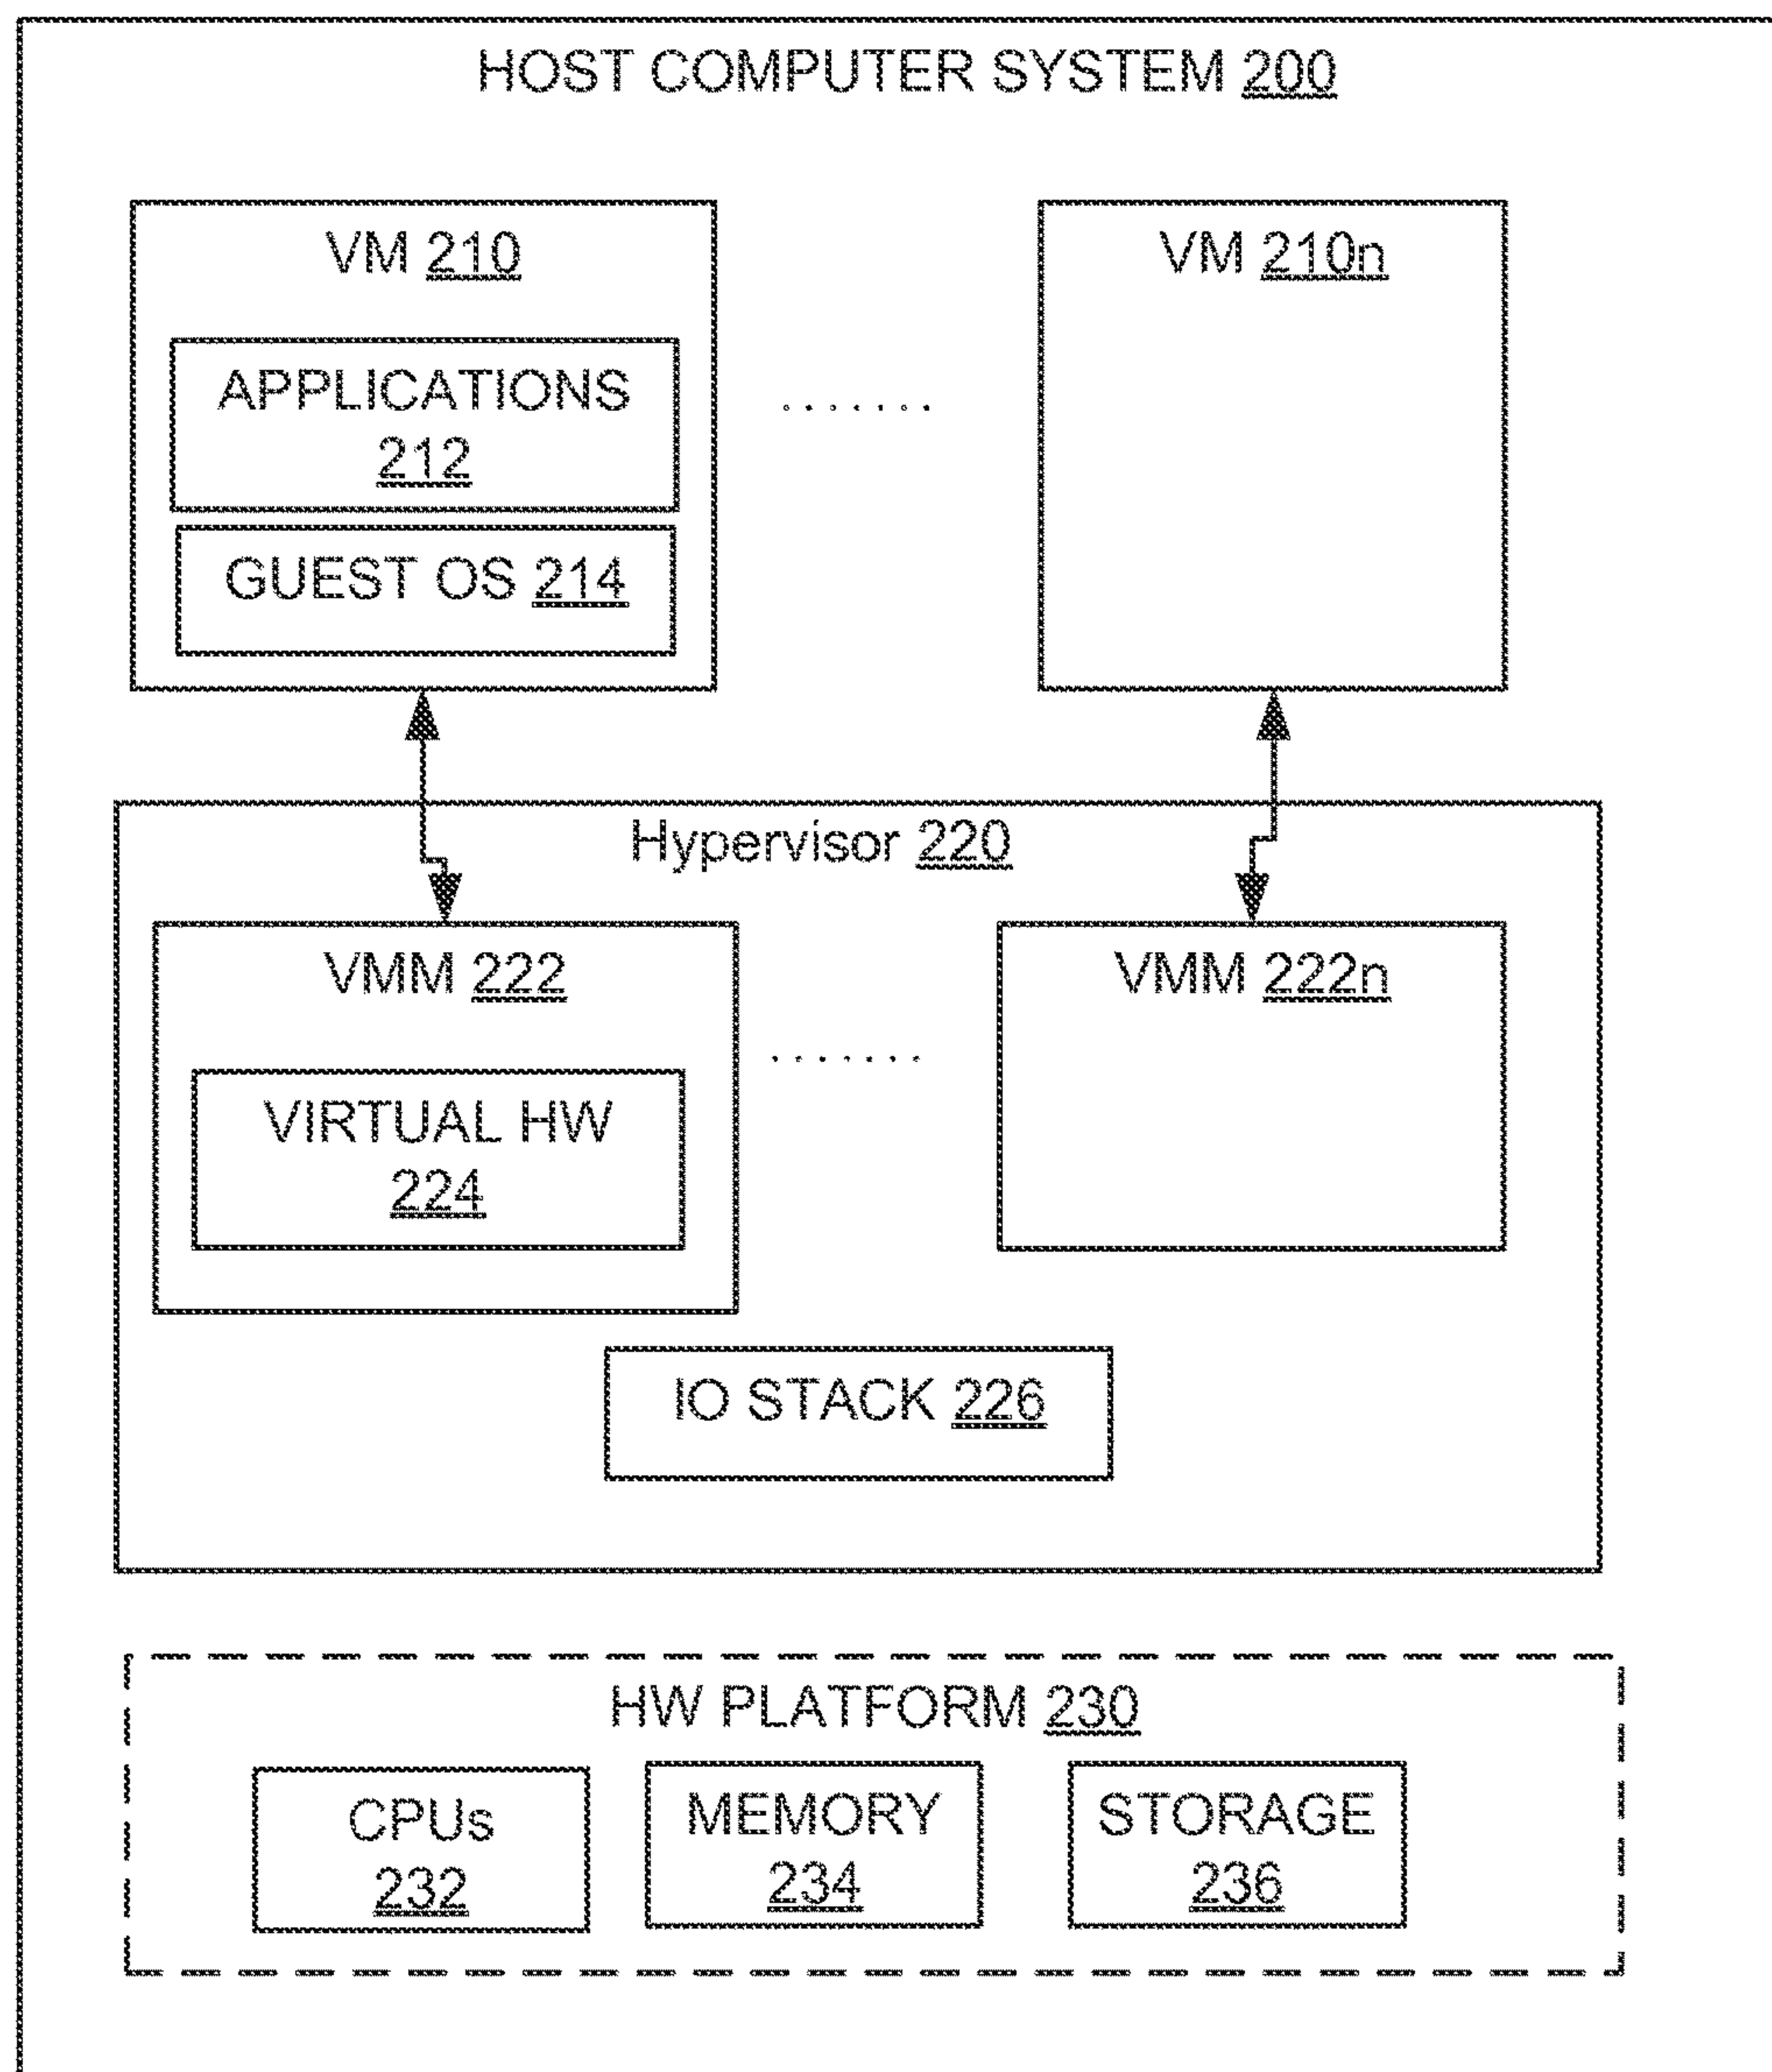 HOST COMPUTER SYSTEM 200
VM 210
VM 210n
APPLICATIONS
212
GUEST OS 214
Hypervisor 220
VMM 222
VMM 222n
VIRTUAL HW
224
IO STACK 226
HW PLATFORM 230
CPUs
232
MEMORY
234
STORAGE
236